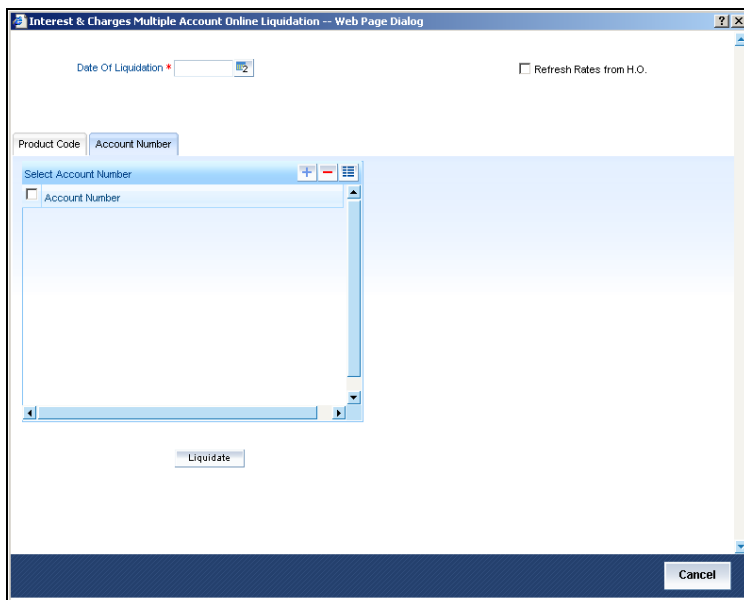 Interest & Charges Multiple Account Online Liquidation -- Web Page Dialog
Date Of Liquidation *
Refresh Rates from H.O.
Product Code
Account Number
Select Account Number
Account Number
Liquidate
Cancel